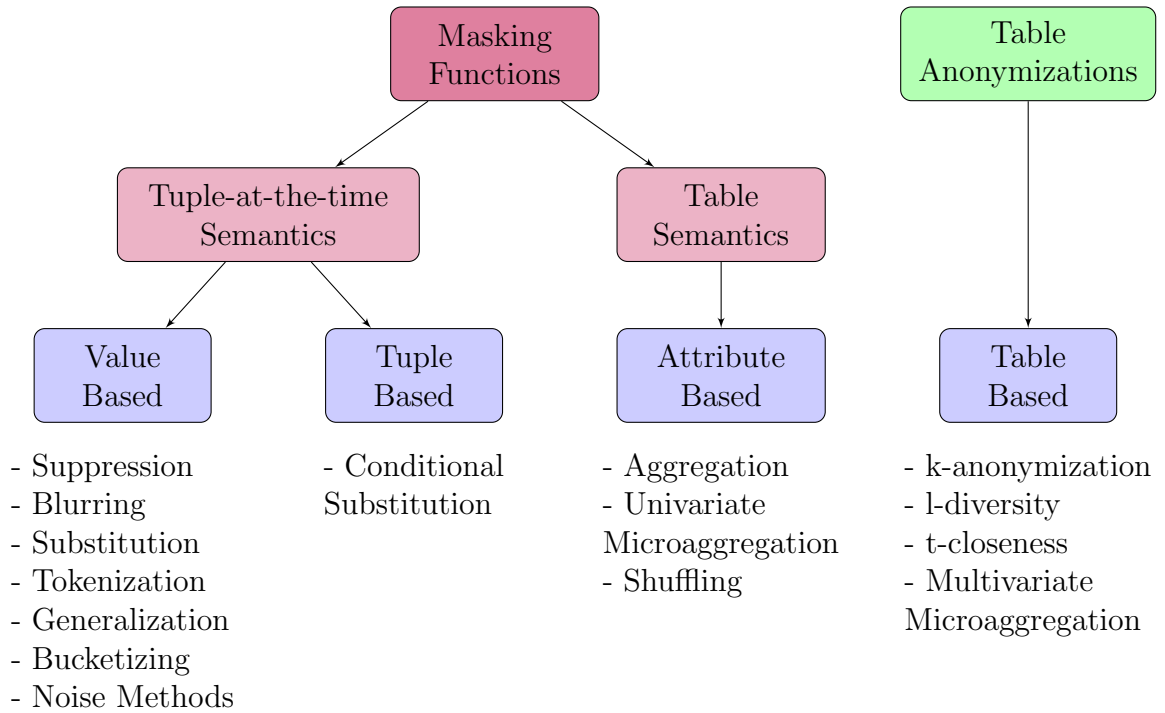 Masking
Functions
Table
Anonymizations
Tuple-at-the-time
Semantics
Table
Semantics
Value
Based
Tuple
Based
Attribute
Based
Table
Based
- Suppression
- Blurring
- Substitution
- Tokenization
- Generalization
- Bucketizing
- Noise Methods
- Conditional
Substitution
- Aggregation
- Univariate
Microaggregation
- Shuffling
- k-anonymization
- l-diversity
- t-closeness
- Multivariate
Microaggregation